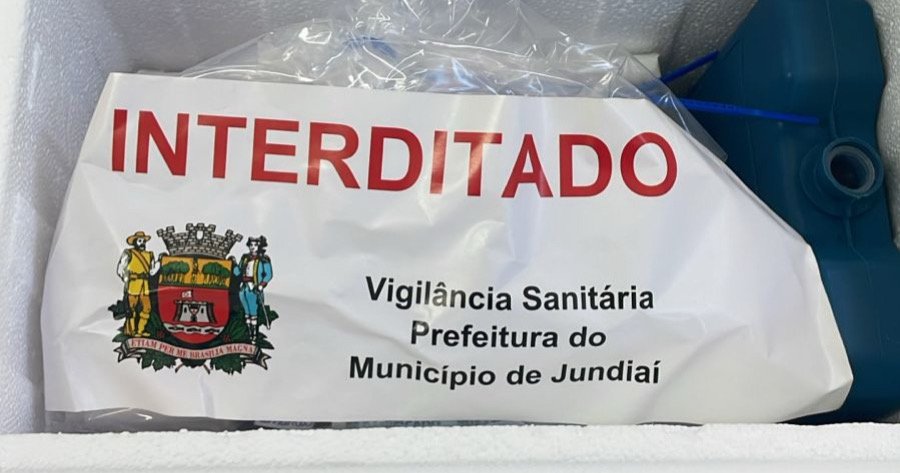 INTERDITADO
Vigilância Sanitária
Prefeitura do
Município de Jundiaí
ETIAM PER ME BRASILIA MAGNA